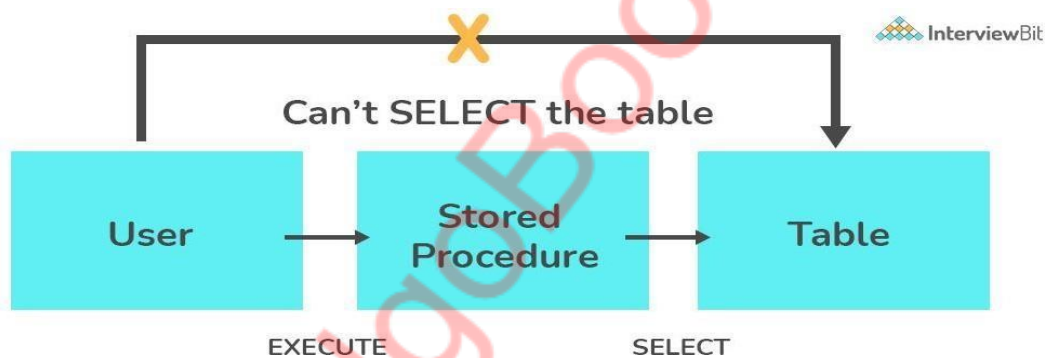 InterviewBit
Can't SELECT the table
User
Stored
Procedure
Table
EXECUTE
SELECT